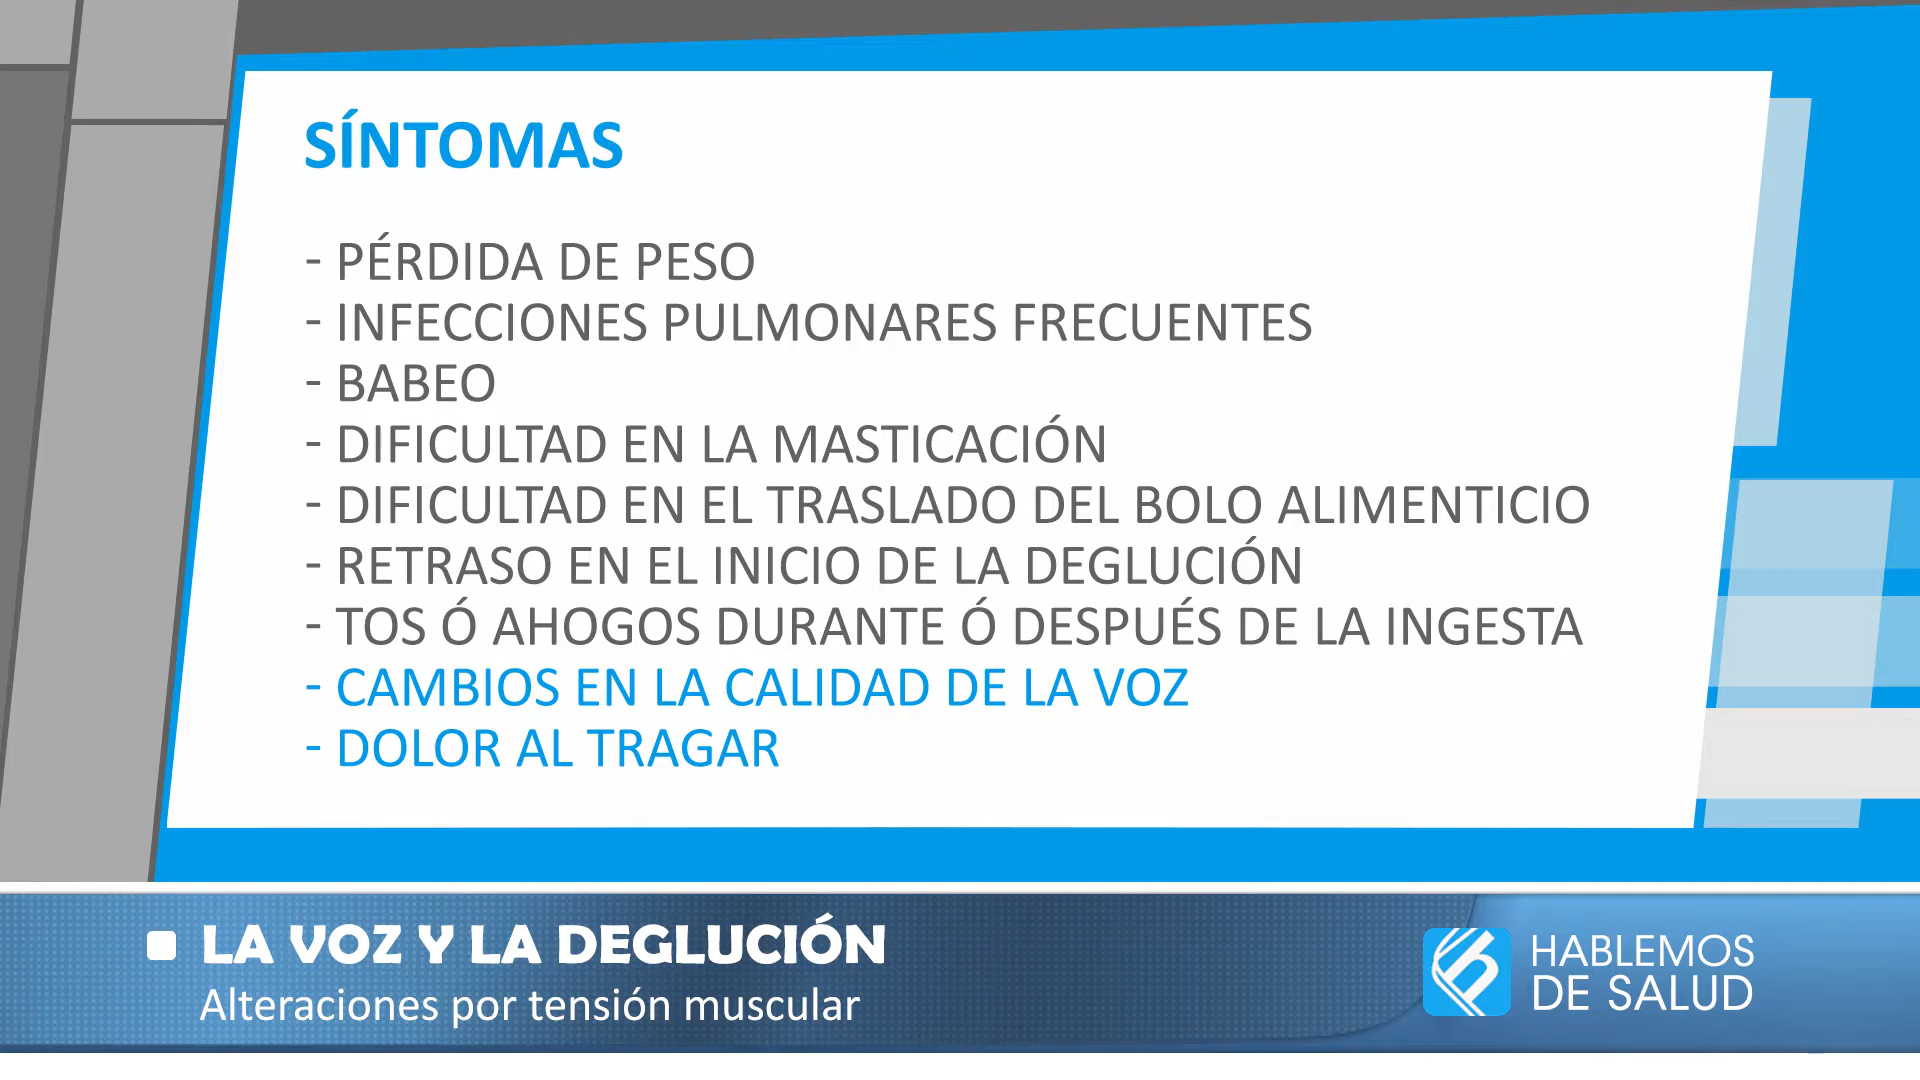 SÍNTOMAS
- PÉRDIDA DE PESO
- INFECCIONES PULMONARES FRECUENTES
- BABEO
- DIFICULTAD EN LA MASTICACIÓN
- DIFICULTAD EN EL TRASLADO DEL BOLO ALIMENTICIO
- RETRASO EN EL INICIO DE LA DEGLUCIÓN
- TOS Ó AHOGOS DURANTE Ó DESPUÉS DE LA INGESTA
- CAMBIOS EN LA CALIDAD DE LA VOZ
- DOLOR AL TRAGAR
LA VOZ Y LA DEGLUCIÓN
Alteraciones por tensión muscular
HABLEMOS
DE SALUD